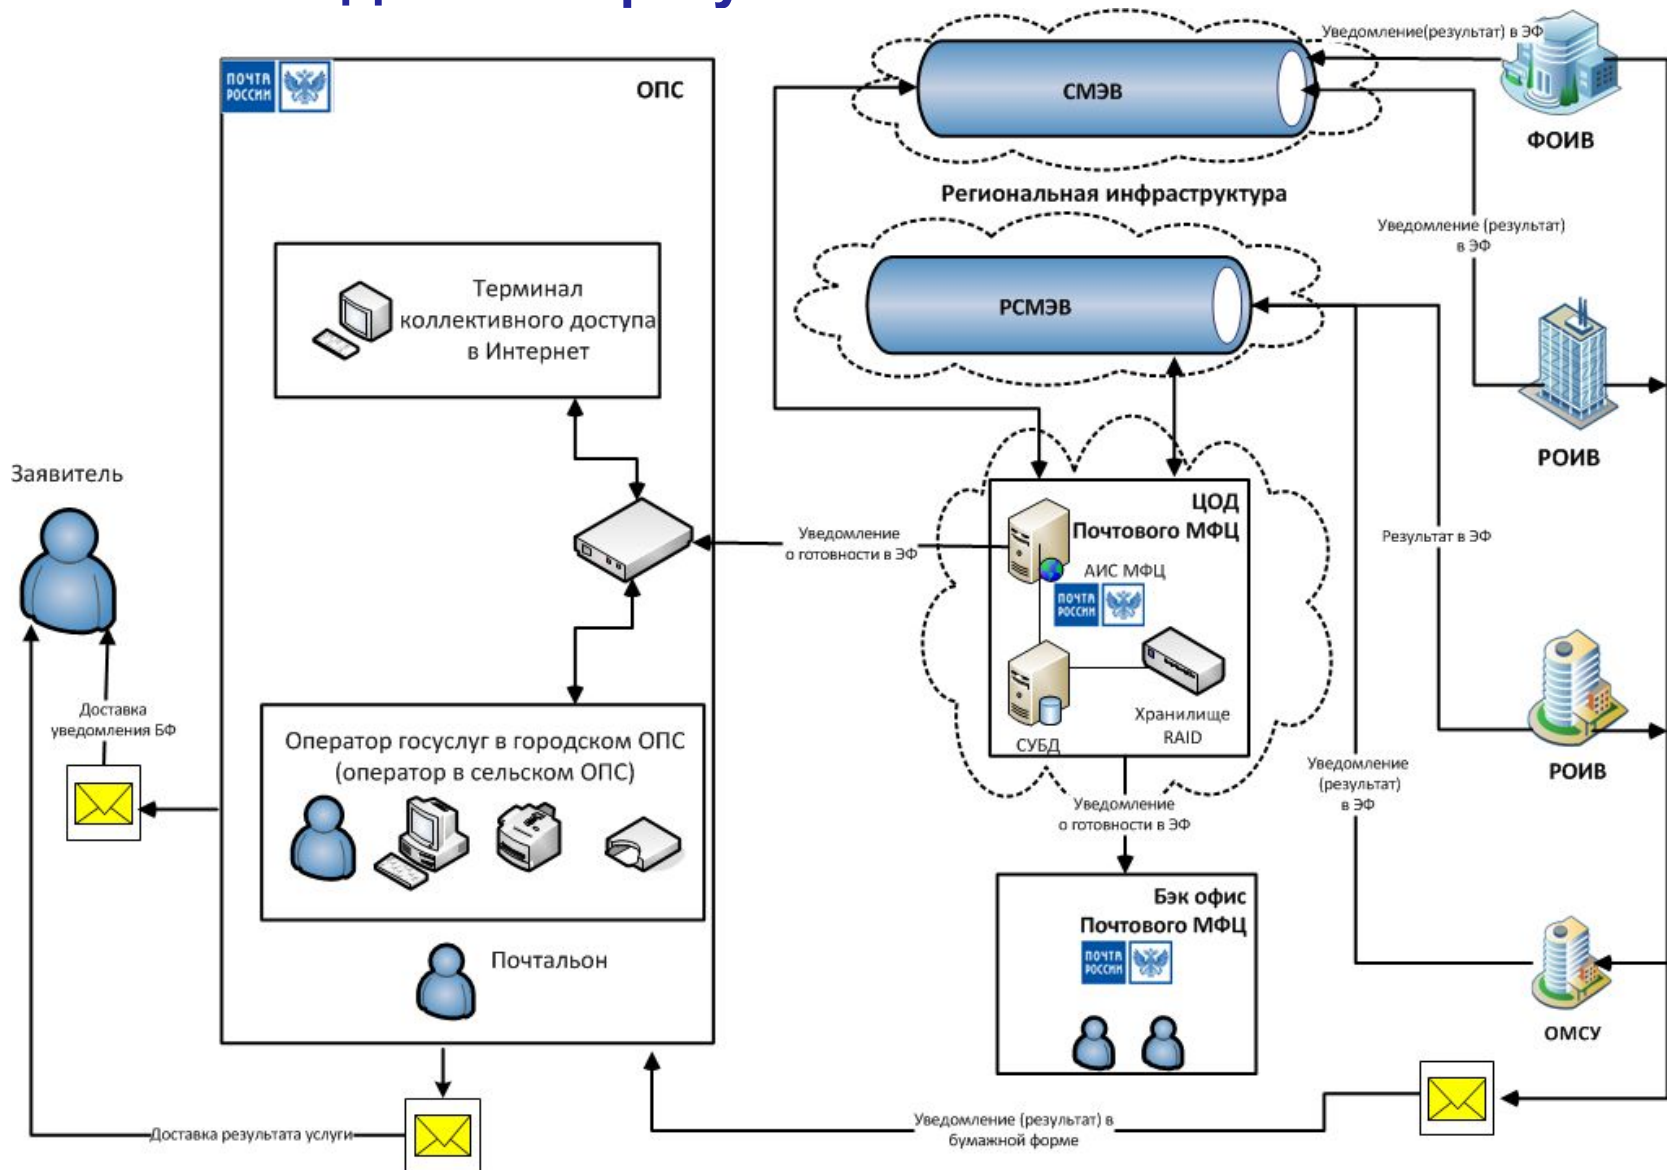 ПОЧТА
РОССИИ
ОПС
Терминал
коллективного доступа
в Интернет
Заявитель
Доставка
уведомления БФ
Оператор госуслуг в городском ОПС
(оператор в сельском ОПС)
Почтальон
Доставка результата услуги
Уведомление
о готовности в ЭФ
СМЭВ
Региональная инфраструктура
РСМЭВ
ЦОД
Почтового МФЦ
АИС МФЦ
ПОЧТА
РОССИИ
СУБД
Хранилище
RAID
Уведомление
о готовности в ЭФ
Бэк офис
Почтового МФЦ
ПОЧТА
РОССИИ
Уведомление (результат) в
бумажной форме
Уведомление(результат) в ЭФ
ФОИВ
Уведомление (результат)
в ЭФ
РОИВ
Результат в ЭФ
РОИВ
Уведомление
(результат)
в ЭФ
ОМСУ